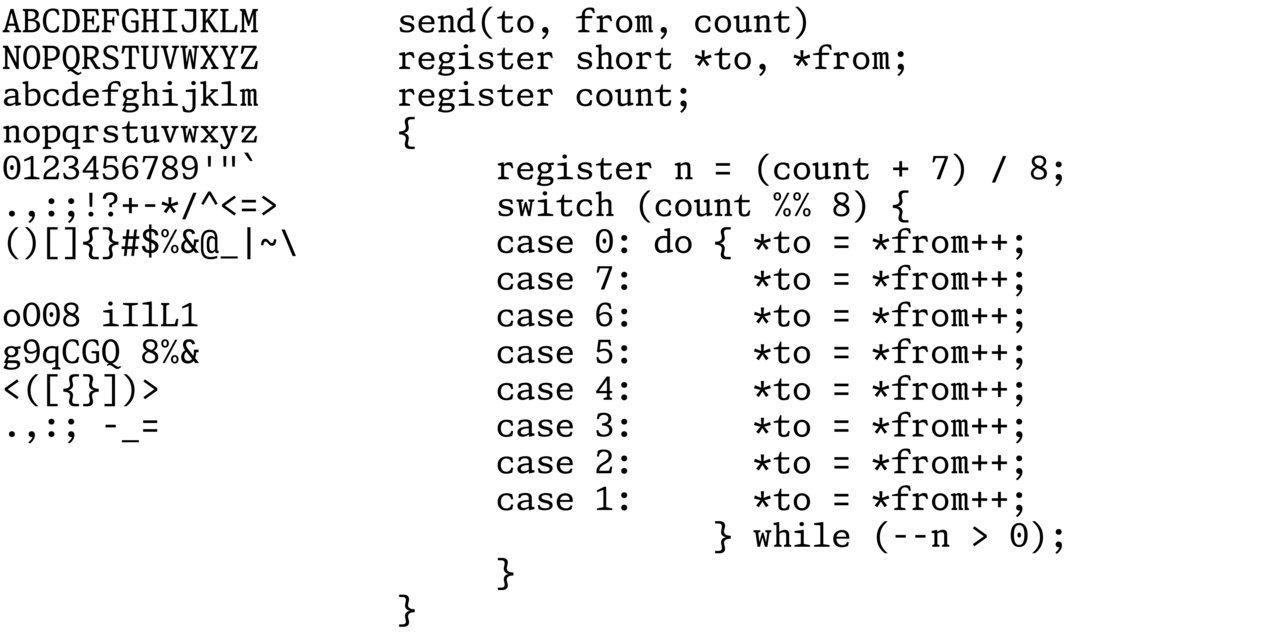 ABCDEFGHIJKLM
NOPQRSTUVWXYZ
abcdefghijklm
nopqrstuvwxyz
0123456789'"`
.,:;!?+-*/^<=>
()[]{}#$%&@_|~\
oO08 iIlL1
g9qCGQ 8%&
<([{}])>
.,:; -_=
send(to, from, count)
register short *to, *from;
register count;
{
     register n = (count + 7) / 8;
     switch (count %% 8) {
     case 0: do { *to = *from++;
     case 7:      *to = *from++;
     case 6:      *to = *from++;
     case 5:      *to = *from++;
     case 4:      *to = *from++;
     case 3:      *to = *from++;
     case 2:      *to = *from++;
     case 1:      *to = *from++;
                } while (--n > 0);
     }
}